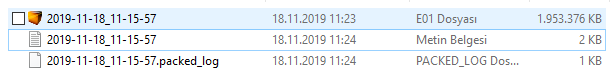 2019-11-18_11-15-57 18.11.2019 11:23 E01 Dosyası 1.953.376 KB
2019-11-18_11-15-57 18.11.2019 11:24 Metin Belgesi 2 KB
2019-11-18_11-15-57.packed_log 18.11.2019 11:24 PACKED_LOG Dos... 1 KB